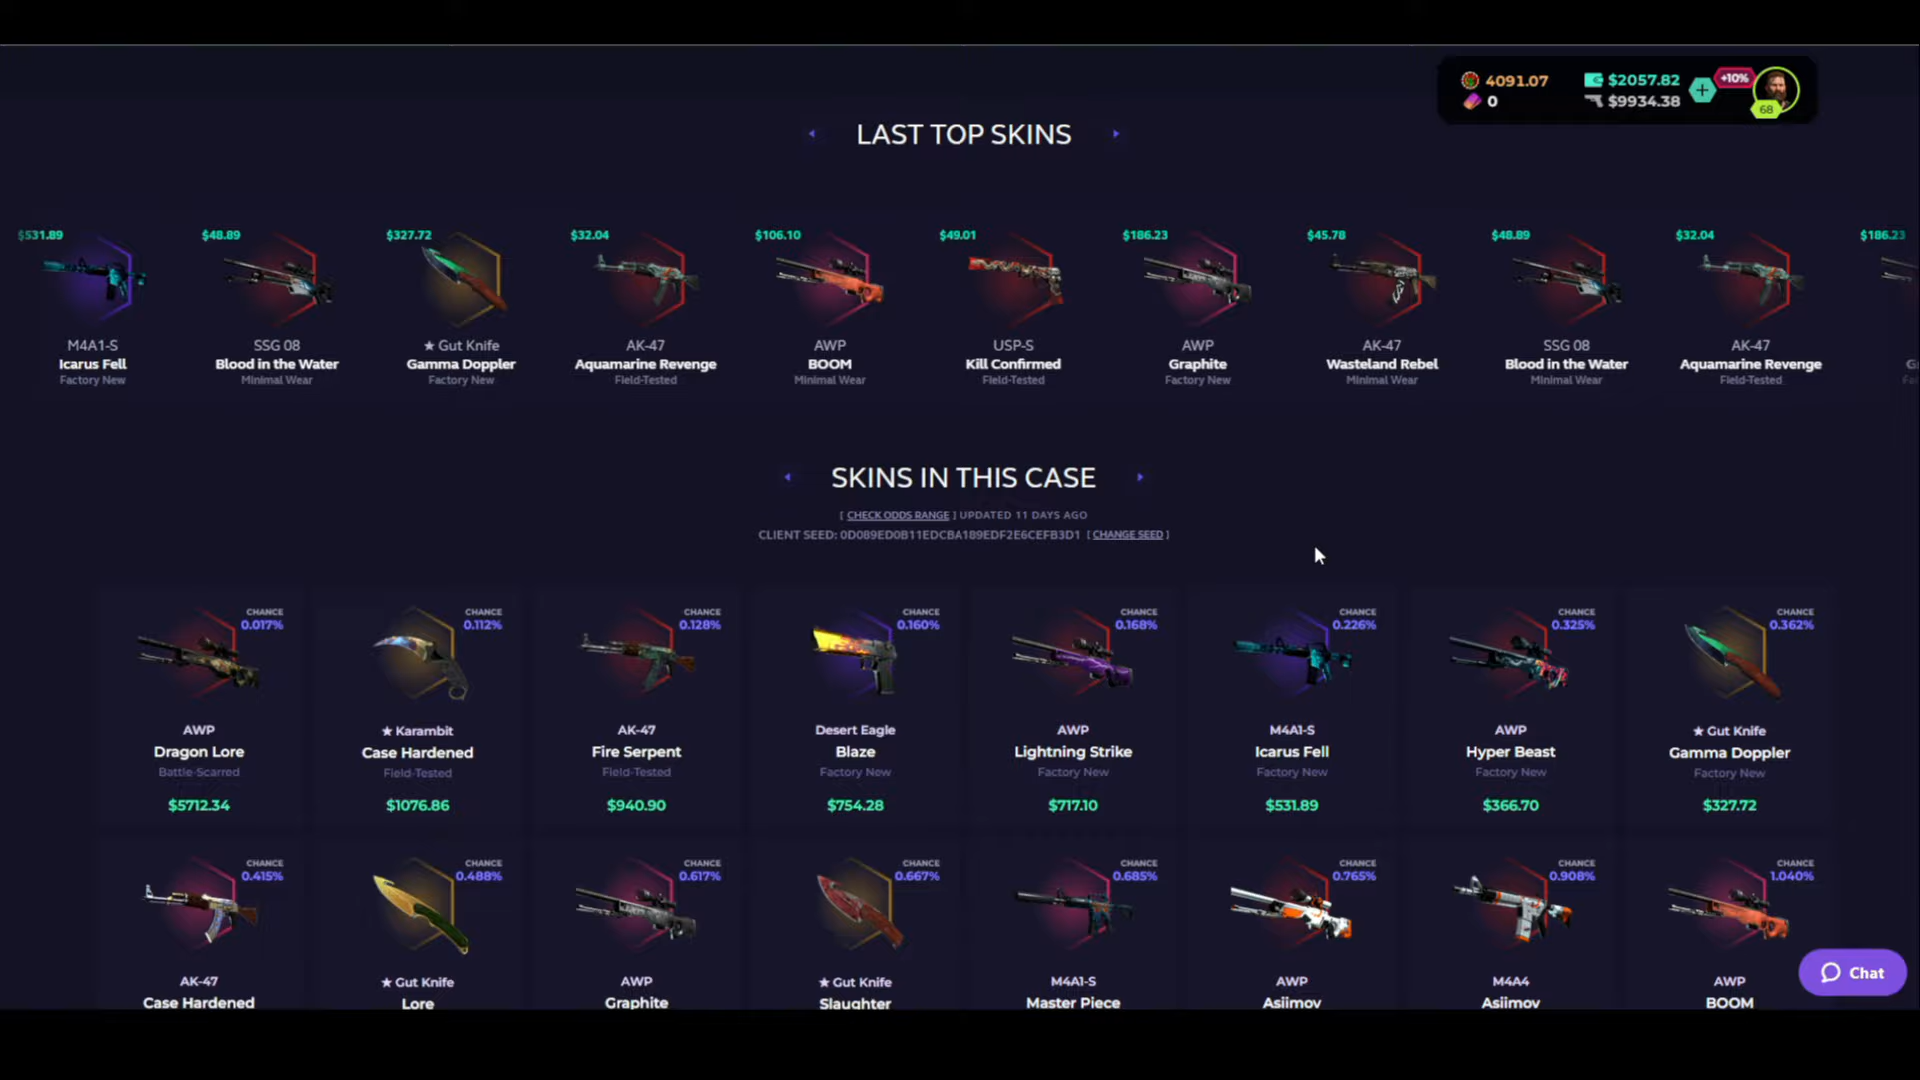 4091.07
$2057.82
+10%
0
$9934.38
68
LAST TOP SKINS
$531.89
$48.89
$327.72
$32.04
$106.10
$49.01
$186.23
$45.78
$48.89
$32.04
$186.23
M4A1-S
SSG 08
★ Gut Knife
AK-47
AWP
USP-S
AWP
AK-47
SSG 08
AK-47
Icarus Fell
Blood in the Water
Gamma Doppler
Aquamarine Revenge
BOOM
Kill Confirmed
Graphite
Wasteland Rebel
Blood in the Water
Aquamarine Revenge
Factory New
Minimal Wear
Factory New
Field-Tested
Minimal Wear
Field-Tested
Factory New
Minimal Wear
Minimal Wear
Field-Tested
SKINS IN THIS CASE
[ CHECK ODDS RANGE ] UPDATED 11 DAYS AGO
CLIENT SEED: 0D089ED0B11EDCBA189EDF2E6CEFB3D1 [ CHANGE SEED ]
CHANCE
0.017%
AWP
Dragon Lore
Battle-Scarred
$5712.34
CHANCE
0.112%
★ Karambit
Case Hardened
Field-Tested
$1076.86
CHANCE
0.128%
AK-47
Fire Serpent
Field-Tested
$940.90
CHANCE
0.160%
Desert Eagle
Blaze
Factory New
$754.28
CHANCE
0.168%
AWP
Lightning Strike
Factory New
$717.10
CHANCE
0.226%
M4A1-S
Icarus Fell
Factory New
$531.89
CHANCE
0.325%
AWP
Hyper Beast
Factory New
$366.70
CHANCE
0.362%
★ Gut Knife
Gamma Doppler
Factory New
$327.72
CHANCE
0.415%
AK-47
Case Hardened
CHANCE
0.488%
★ Gut Knife
Lore
CHANCE
0.617%
AWP
Graphite
CHANCE
0.667%
★ Gut Knife
Slaughter
CHANCE
0.685%
M4A1-S
Master Piece
CHANCE
0.765%
AWP
Asiimov
CHANCE
0.908%
M4A4
Asiimov
CHANCE
1.040%
AWP
BOOM
Chat